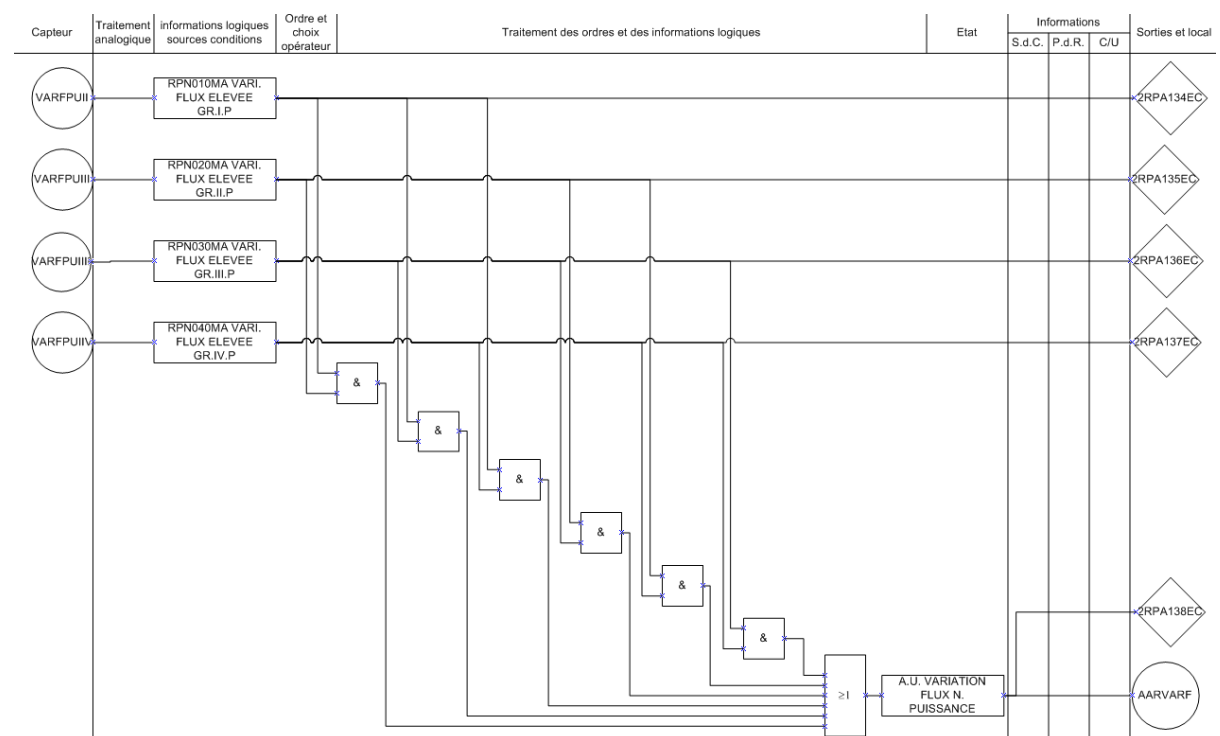 Capteur
Traitement
analogique
informations logiques
sources conditions
Ordre et
choix
opérateur
Traitement des ordres et des informations logiques
Etat
Informations
S.d.C.
P.d.R.
C/U
Sorties et local
VARFPUII
RPN010MA VARI.
FLUX ELEVEE
GR.I.P
2RPA134EC
VARFPUIII
RPN020MA VARI.
FLUX ELEVEE
GR.II.P
2RPA135EC
VARFPUIIII
RPN030MA VARI.
FLUX ELEVEE
GR.III.P
2RPA136EC
VARFPUIIV
RPN040MA VARI.
FLUX ELEVEE
GR.IV.P
2RPA137EC
&
&
&
&
&
&
2RPA138EC
≥1
A.U. VARIATION
FLUX N.
PUISSANCE
AARVARF